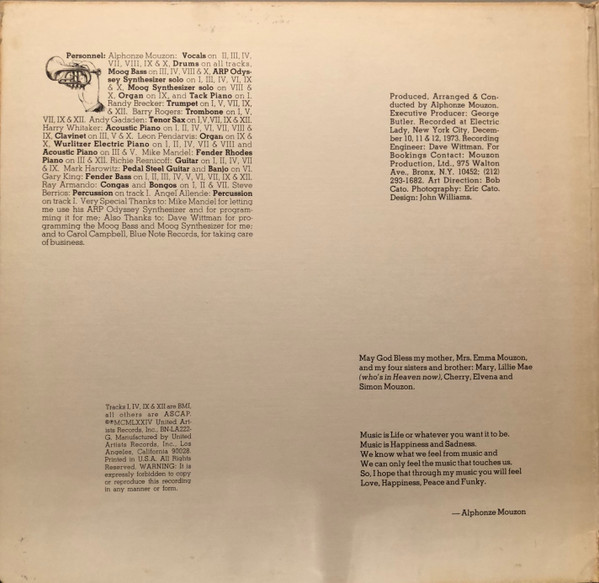 Personnel: Alphonze Mouzon: Vocals on II, III, IV,
VII, VIII, IX & X, Drums on all tracks,
Moog Bass on III, IV, VIII & X, ARP Odys-
sey Synthesizer solo on I, III, IV, VI, IX
& X, Moog Synthesizer solo on VIII &
X, Organ on IX, and Tack Piano on I.
Randy Brecker: Trumpet on I, V, VII, IX,
& XII. Barry Rogers: Trombone on I, V,
VII, IX & XII. Andy Gadsden: Tenor Sax on I,V,VII, IX & XII.
Harry Whitaker: Acoustic Piano on I, II, IV, VI, VII, VIII &
IX, Clavinet on III, V & X. Leon Pendarvis: Organ on IX &
X, Wurlitzer Electric Piano on I, II, IV, VII & VIII and
Acoustic Piano on III & V. Mike Mandel: Fender Rhodes
Piano on III & XII. Richie Resnicoff: Guitar on I, II, IV, VII
& IX. Mark Horowitz: Pedal Steel Guitar and Banjo on VI.
Gary King: Fender Bass on I, II, III, IV, V, VI, VII, IX & XII.
Ray Armando: Congas and Bongos on I, II & VII. Steve
Berrios: Percussion on track I. Angel Allende: Percussion
on track I. Very Special Thanks to: Mike Mandel for letting
me use his ARP Odyssey Synthesizer and for program-
ming it for me; Also Thanks to: Dave Wittman for pro-
gramming the Moog Bass and Moog Synthesizer for me;
and to Carol Campbell, Blue Note Records, for taking care
of business.
Produced, Arranged & Con-
ducted by Alphonze Mouzon.
Executive Producer: George
Butler. Recorded at Electric
Lady, New York City, Decem-
ber 10, 11 & 12, 1973. Recording
Engineer: Dave Wittman. For
Bookings Contact: Mouzon
Production, Ltd., 975 Walton
Ave., Bronx, N.Y. 10452; (212)
293-1682. Art Direction: Bob
Cato. Photography: Eric Cato.
Design: John Williams.
May God Bless my mother, Mrs. Emma Mouzon,
and my four sisters and brother: Mary, Lillie Mae
(who's in Heaven now), Cherry, Elvena and
Simon Mouzon.
Tracks I, IV, IX & XII are BMI,
all others are ASCAP.
©℗MCMLXXIV United Art-
ists Records, Inc., BN-LA222-
G, Manufactured by United
Artists Records, Inc., Los
Angeles, California 90028.
Printed in U.S.A. All Rights
Reserved. WARNING: It is
expressly forbidden to copy
or reproduce this recording
in any manner or form.
Music is Life or whatever you want it to be.
Music is Happiness and Sadness.
We know what we feel from music and
We can only feel the music that touches us.
So, I hope that through my music you will feel
Love, Happiness, Peace and Funky.
— Alphonze Mouzon